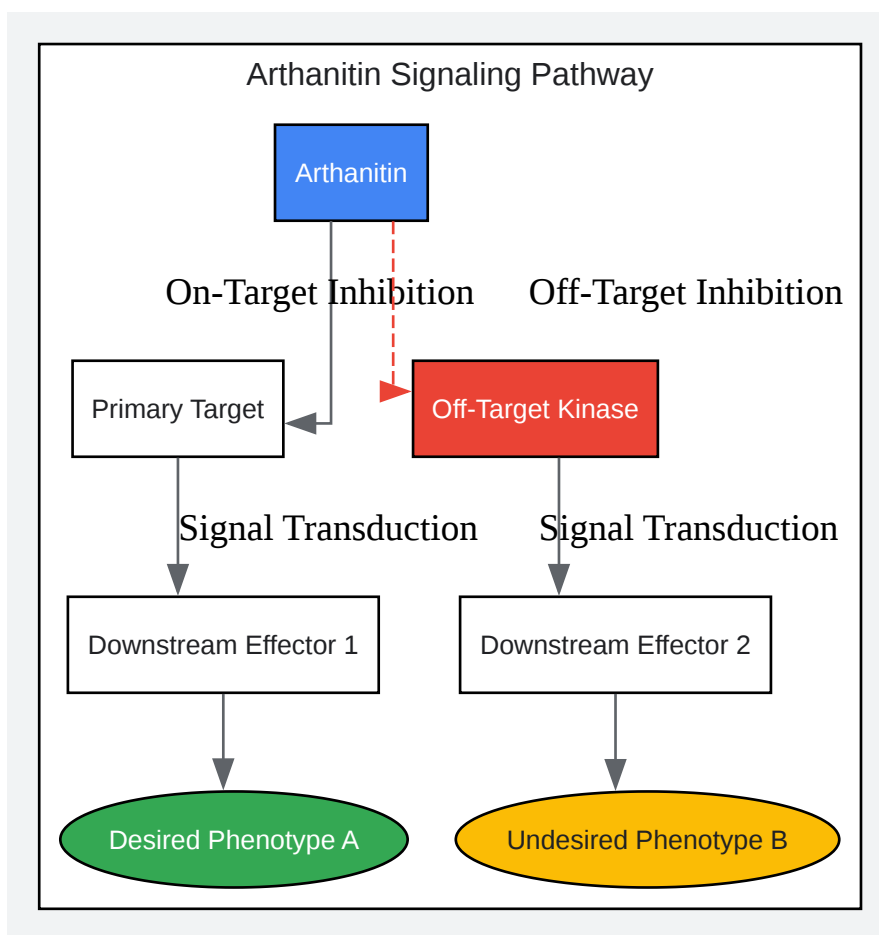 Arthanitin Signaling Pathway
Arthanitin
On-Target Inhibition
Off-Target Inhibition
Primary Target
Off-Target Kinase
Signal Transduction
Signal Transduction
Downstream Effector 1
Downstream Effector 2
Desired Phenotype A
Undesired Phenotype B